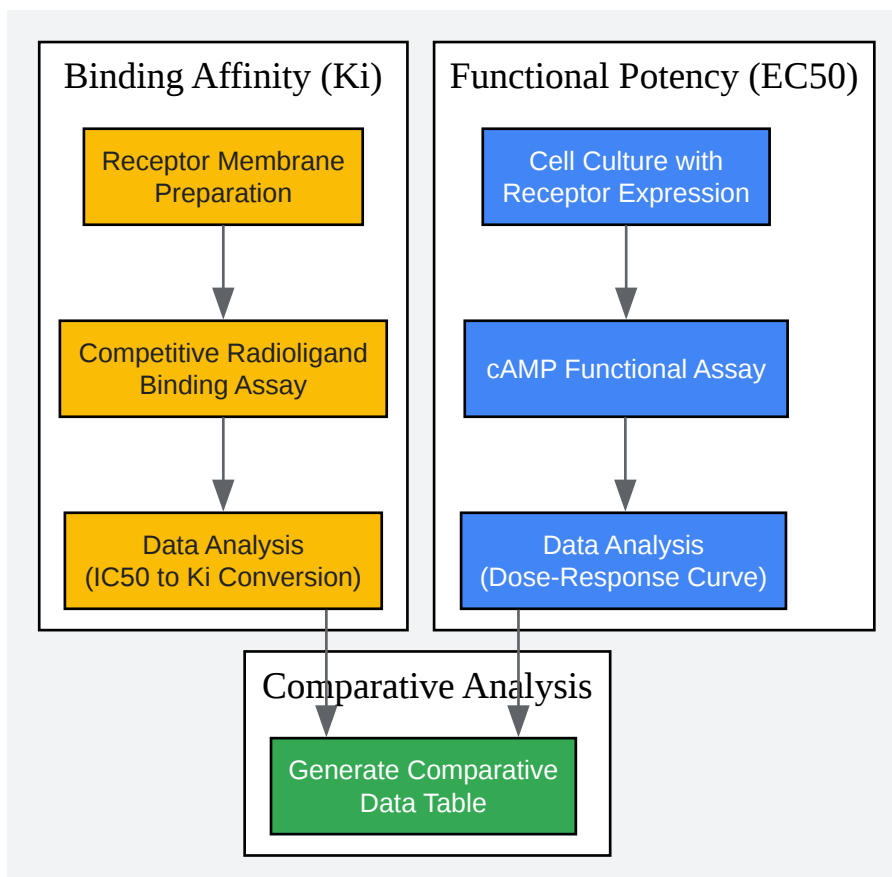 Binding Affinity (Ki)
Receptor Membrane
Preparation
Competitive Radioligand
Binding Assay
Data Analysis
(IC50 to Ki Conversion)
Functional Potency (EC50)
Cell Culture with
Receptor Expression
cAMP Functional Assay
Data Analysis
(Dose-Response Curve)
Comparative Analysis
Generate Comparative
Data Table